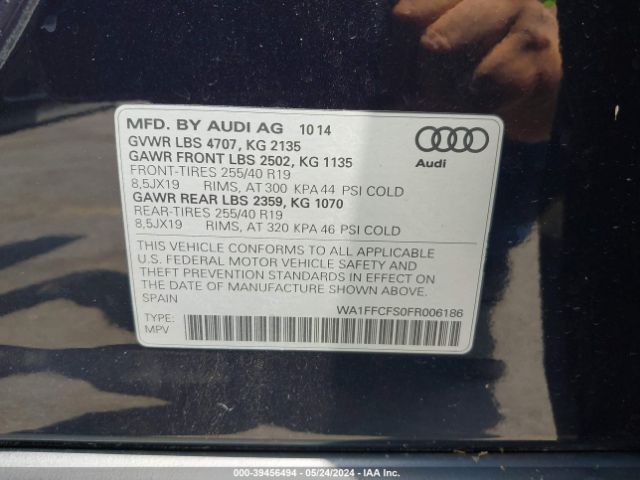 MFD. BY AUDI AG 10 14
GVWR LBS 4707, KG 2135
GAWR FRONT LBS 2502, KG 1135
FRONT-TIRES 255/40 R19
8,5JX19 RIMS, AT 300 KPA 44 PSI COLD
GAWR REAR LBS 2359, KG 1070
REAR-TIRES 255/40 R19
8,5JX19 RIMS, AT 320 KPA 46 PSI COLD
THIS VEHICLE CONFORMS TO ALL APPLICABLE
U.S. FEDERAL MOTOR VEHICLE SAFETY AND
THEFT PREVENTION STANDARDS IN EFFECT ON
THE DATE OF MANUFACTURE SHOWN ABOVE.
SPAIN
WA1FFCFS0FR006186
TYPE:
MPV
Audi
000-39456494 - 05/24/2024 - IAA Inc.